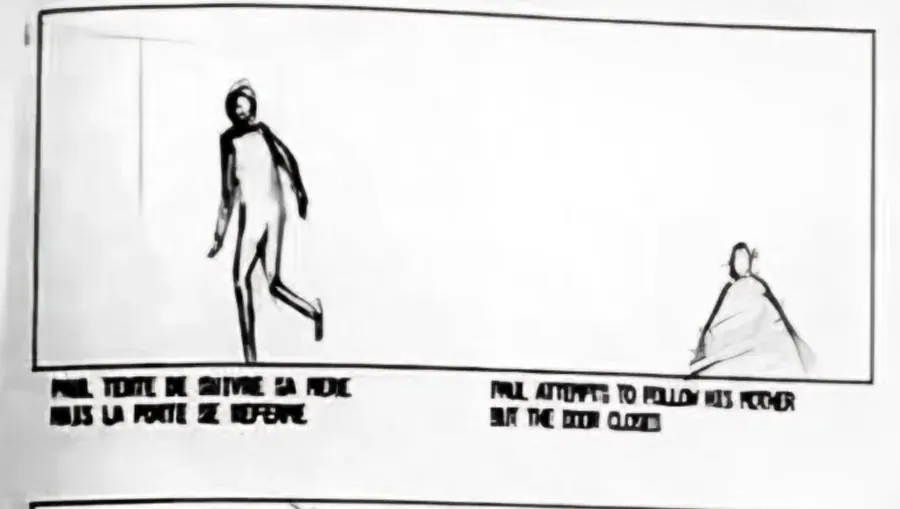 PAUL TENTE DE SUIVRE SA MERE
MAIS LA PORTE SE REFERME
PAUL ATTEMPTS TO FOLLOW HIS MOTHER
BUT THE DOOR CLOSES